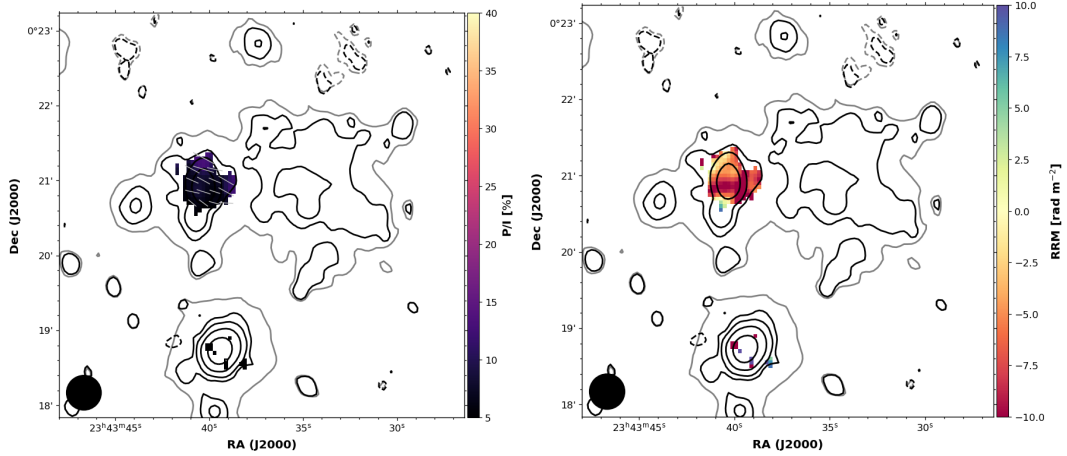 0°23'
22'
21'
20'
19'
18'
Dec (J2000)
23ʰ43ᵐ45ˢ
40ˢ
35ˢ
30ˢ
RA (J2000)
40
35
30
25
20
15
10
5
P/I [%]
0°23'
22'
21'
20'
19'
18'
Dec (J2000)
23ʰ43ᵐ45ˢ
40ˢ
35ˢ
30ˢ
RA (J2000)
10.0
7.5
5.0
2.5
0.0
−2.5
−5.0
−7.5
−10.0
RRM [rad m⁻²]